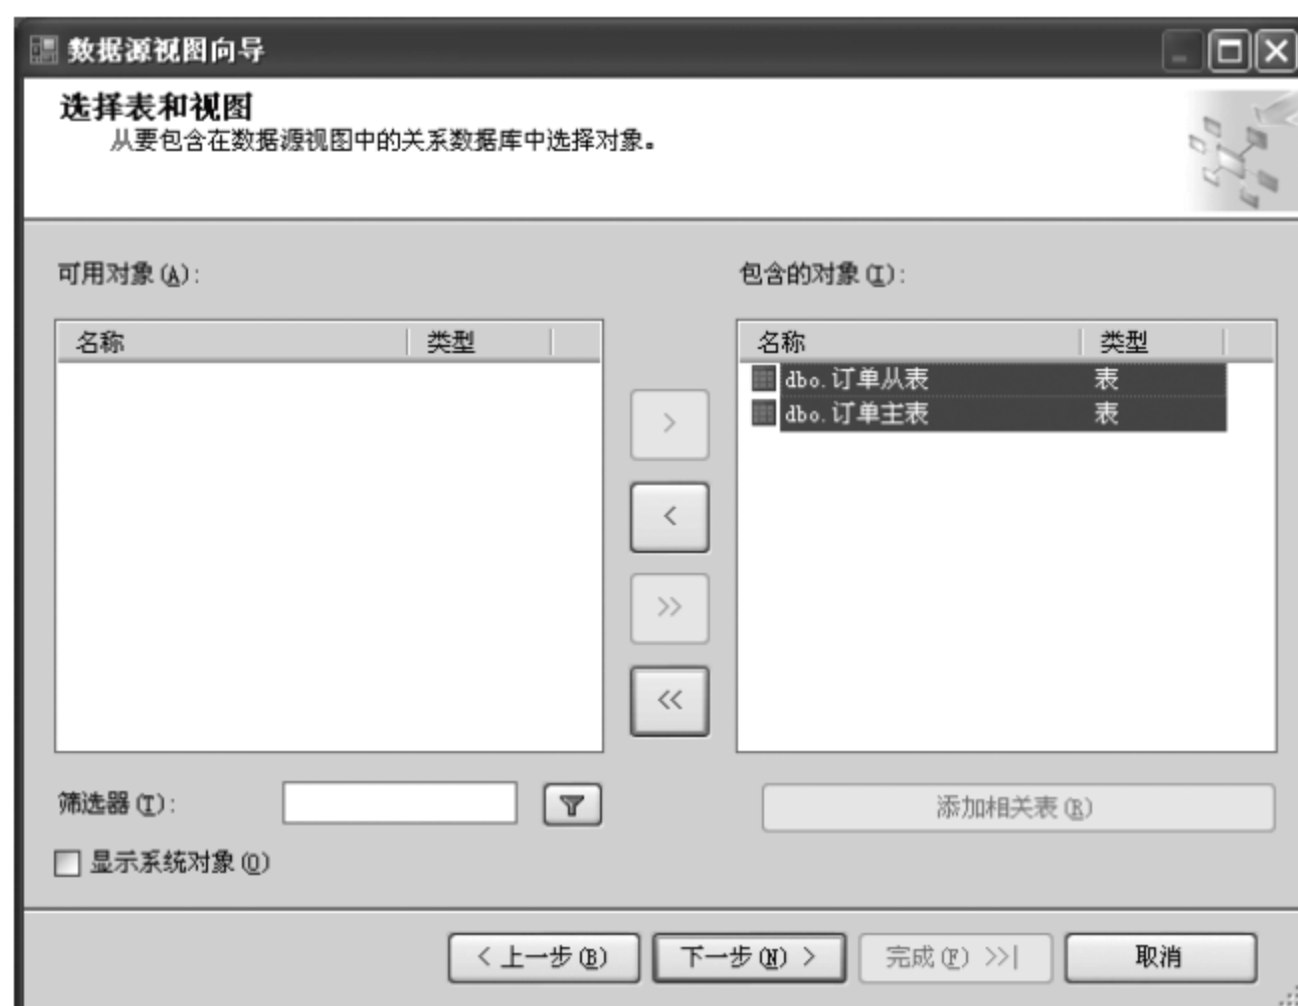 数据源视图向导
选择表和视图
从要包含在数据源视图中的关系数据库中选择对象。
可用对象(A):
包含的对象(I):
名称 类型
名称 类型
dbo.订单从表 表
dbo.订单主表 表
>
<
>>
<<
筛选器(T):
添加相关表(R)
显示系统对象(O)
< 上一步(B)
下一步(N) >
完成(F) >>|
取消